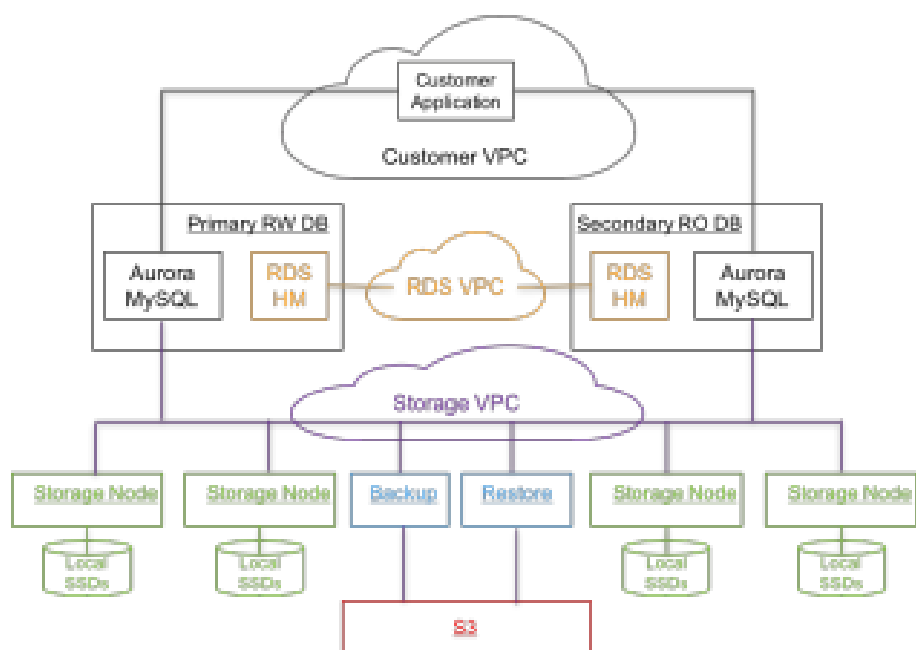 Customer
Application
Customer VPC
Primary RW DB
Secondary RO DB
Aurora
MySQL
RDS
HM
RDS VPC
RDS
HM
Aurora
MySQL
Storage VPC
Storage Node
Storage Node
Backup
Restore
Storage Node
Storage Node
Local
SSDs
Local
SSDs
Local
SSDs
Local
SSDs
S3